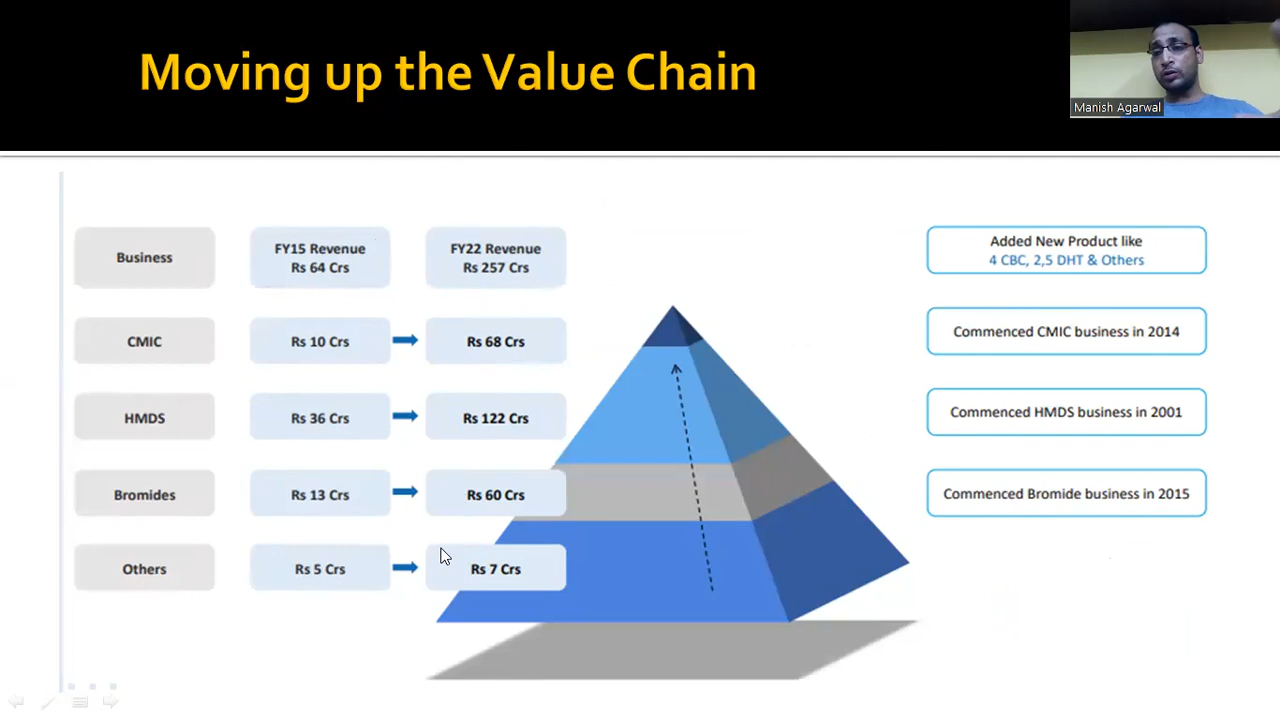 Moving up the Value Chain
Manish Agarwal
Business
FY15 Revenue
Rs 64 Crs
FY22 Revenue
Rs 257 Crs
CMIC
Rs 10 Crs
Rs 68 Crs
HMDS
Rs 36 Crs
Rs 122 Crs
Bromides
Rs 13 Crs
Rs 60 Crs
Others
Rs 5 Crs
Rs 7 Crs
Added New Product like
4 CBC, 2,5 DHT & Others
Commenced CMIC business in 2014
Commenced HMDS business in 2001
Commenced Bromide business in 2015